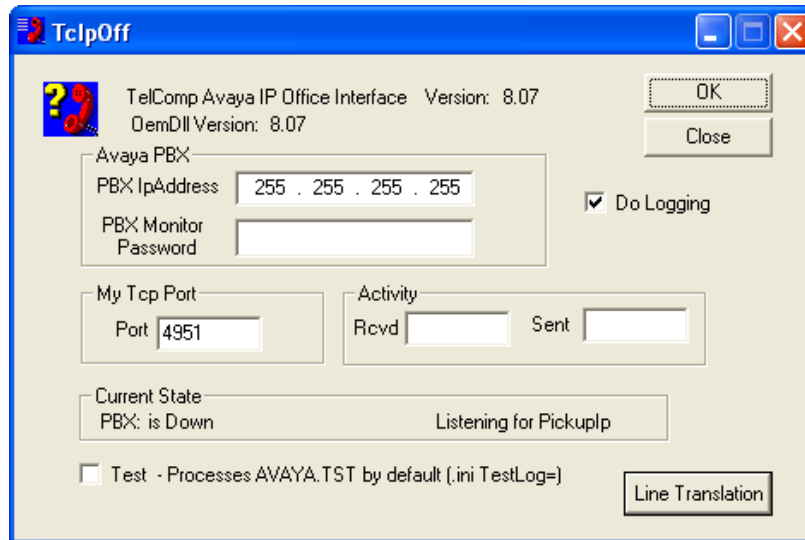 TcIpOff
TelComp Avaya IP Office Interface Version: 8.07
OemDll Version: 8.07
OK
Close
Avaya PBX
PBX IpAddress 255 . 255 . 255 . 255
PBX Monitor
Password
Do Logging
My Tcp Port
Port 4951
Activity
Rcvd Sent
Current State
PBX: is Down Listening for PickupIp
Test - Processes AVAYA.TST by default (.ini TestLog=)
Line Translation